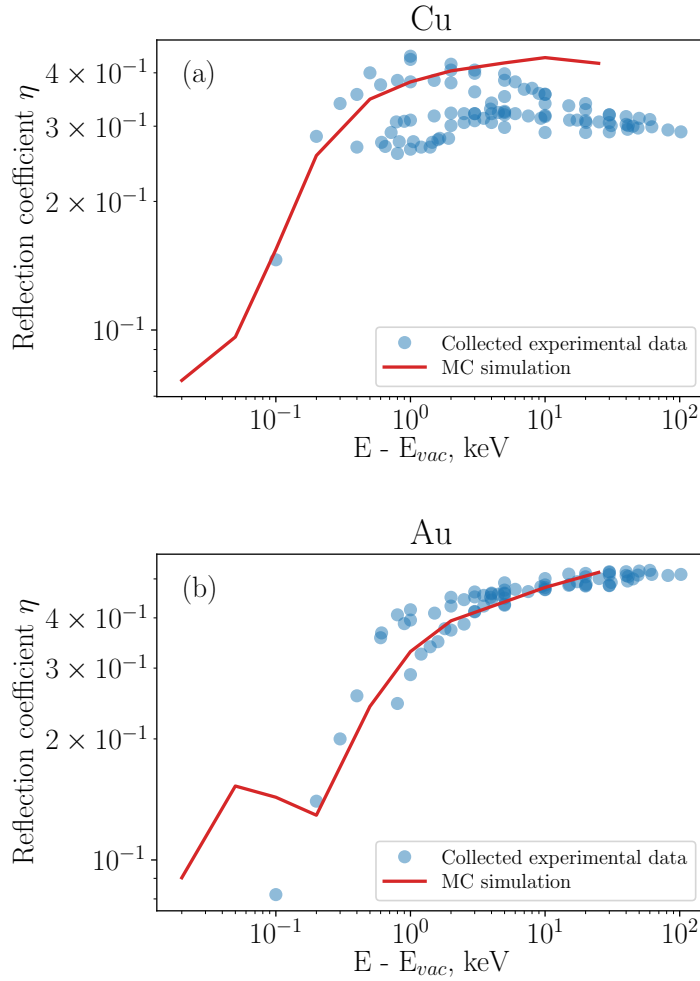 Cu
(a)
Reflection coefficient η
4 × 10⁻¹
3 × 10⁻¹
2 × 10⁻¹
10⁻¹
Collected experimental data
MC simulation
10⁻¹ 10⁰ 10¹ 10²
E - E_vac, keV
Au
(b)
Reflection coefficient η
4 × 10⁻¹
3 × 10⁻¹
2 × 10⁻¹
10⁻¹
Collected experimental data
MC simulation
10⁻¹ 10⁰ 10¹ 10²
E - E_vac, keV